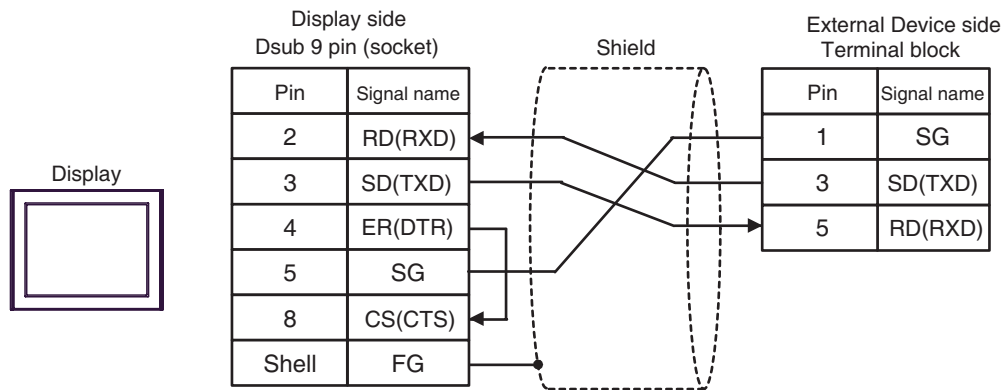 Display side
Dsub 9 pin (socket)
Shield
External Device side
Terminal block
Pin Signal name
2 RD(RXD)
3 SD(TXD)
4 ER(DTR)
5 SG
8 CS(CTS)
Shell FG
Pin Signal name
1 SG
3 SD(TXD)
5 RD(RXD)
Display